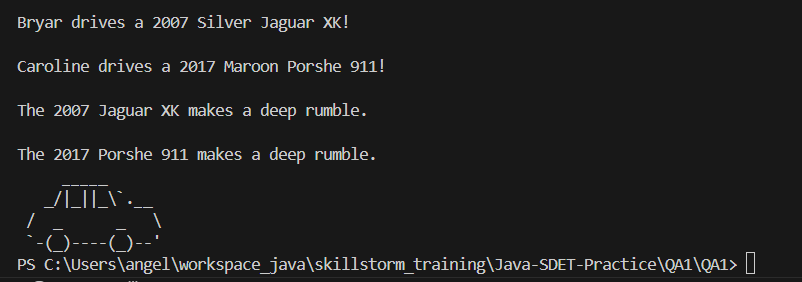 Bryar drives a 2007 Silver Jaguar XK!
Caroline drives a 2017 Maroon Porshe 911!
The 2007 Jaguar XK makes a deep rumble.
The 2017 Porshe 911 makes a deep rumble.
     _____
   _/|_||_\`.__
 /  _      _   \
 `-(_)----(_)--'
PS C:\Users\angel\workspace_java\skillstorm_training\Java-SDET-Practice\QA1\QA1>